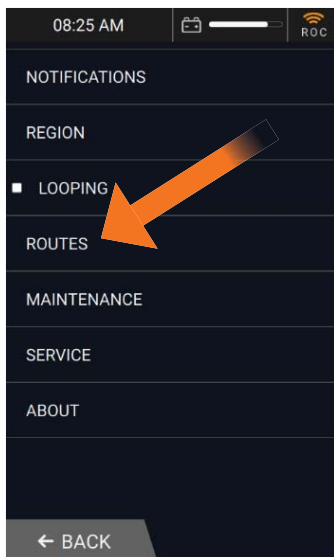 08:25 AM
ROC
NOTIFICATIONS
REGION
LOOPING
ROUTES
MAINTENANCE
SERVICE
ABOUT
← BACK